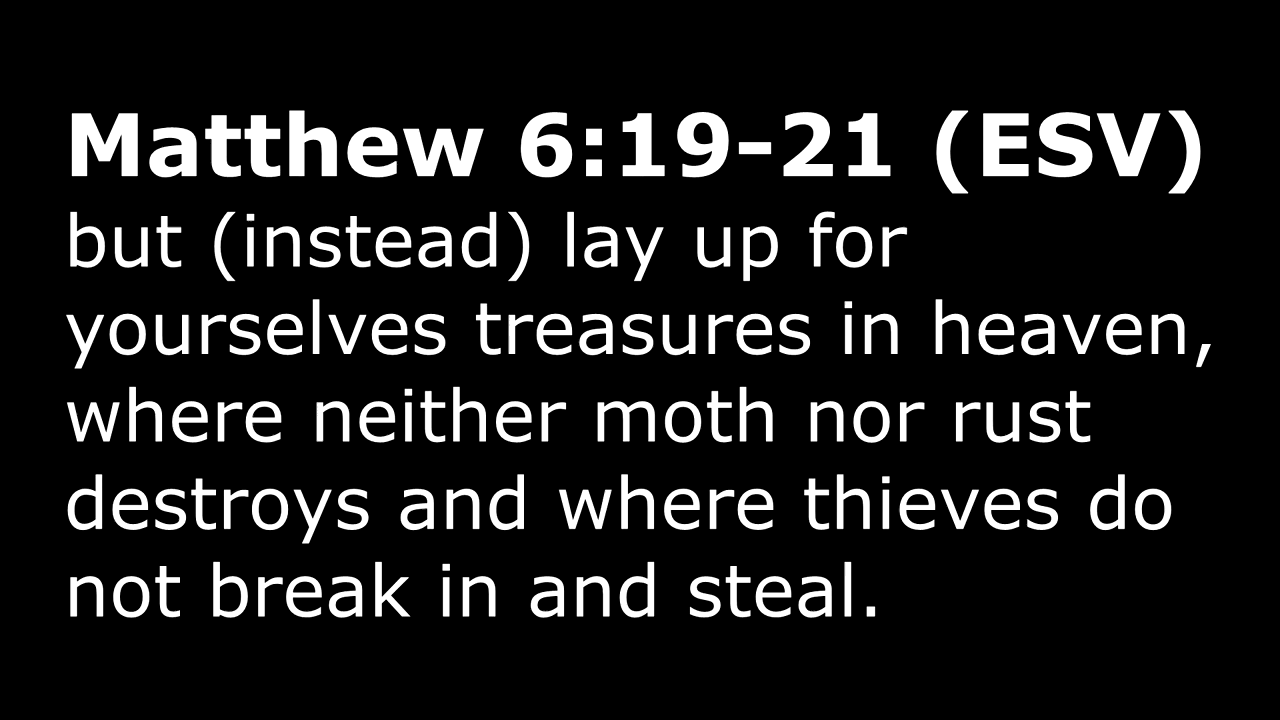 Matthew 6:19-21 (ESV)
but (instead) lay up for
yourselves treasures in heaven,
where neither moth nor rust
destroys and where thieves do
not break in and steal.